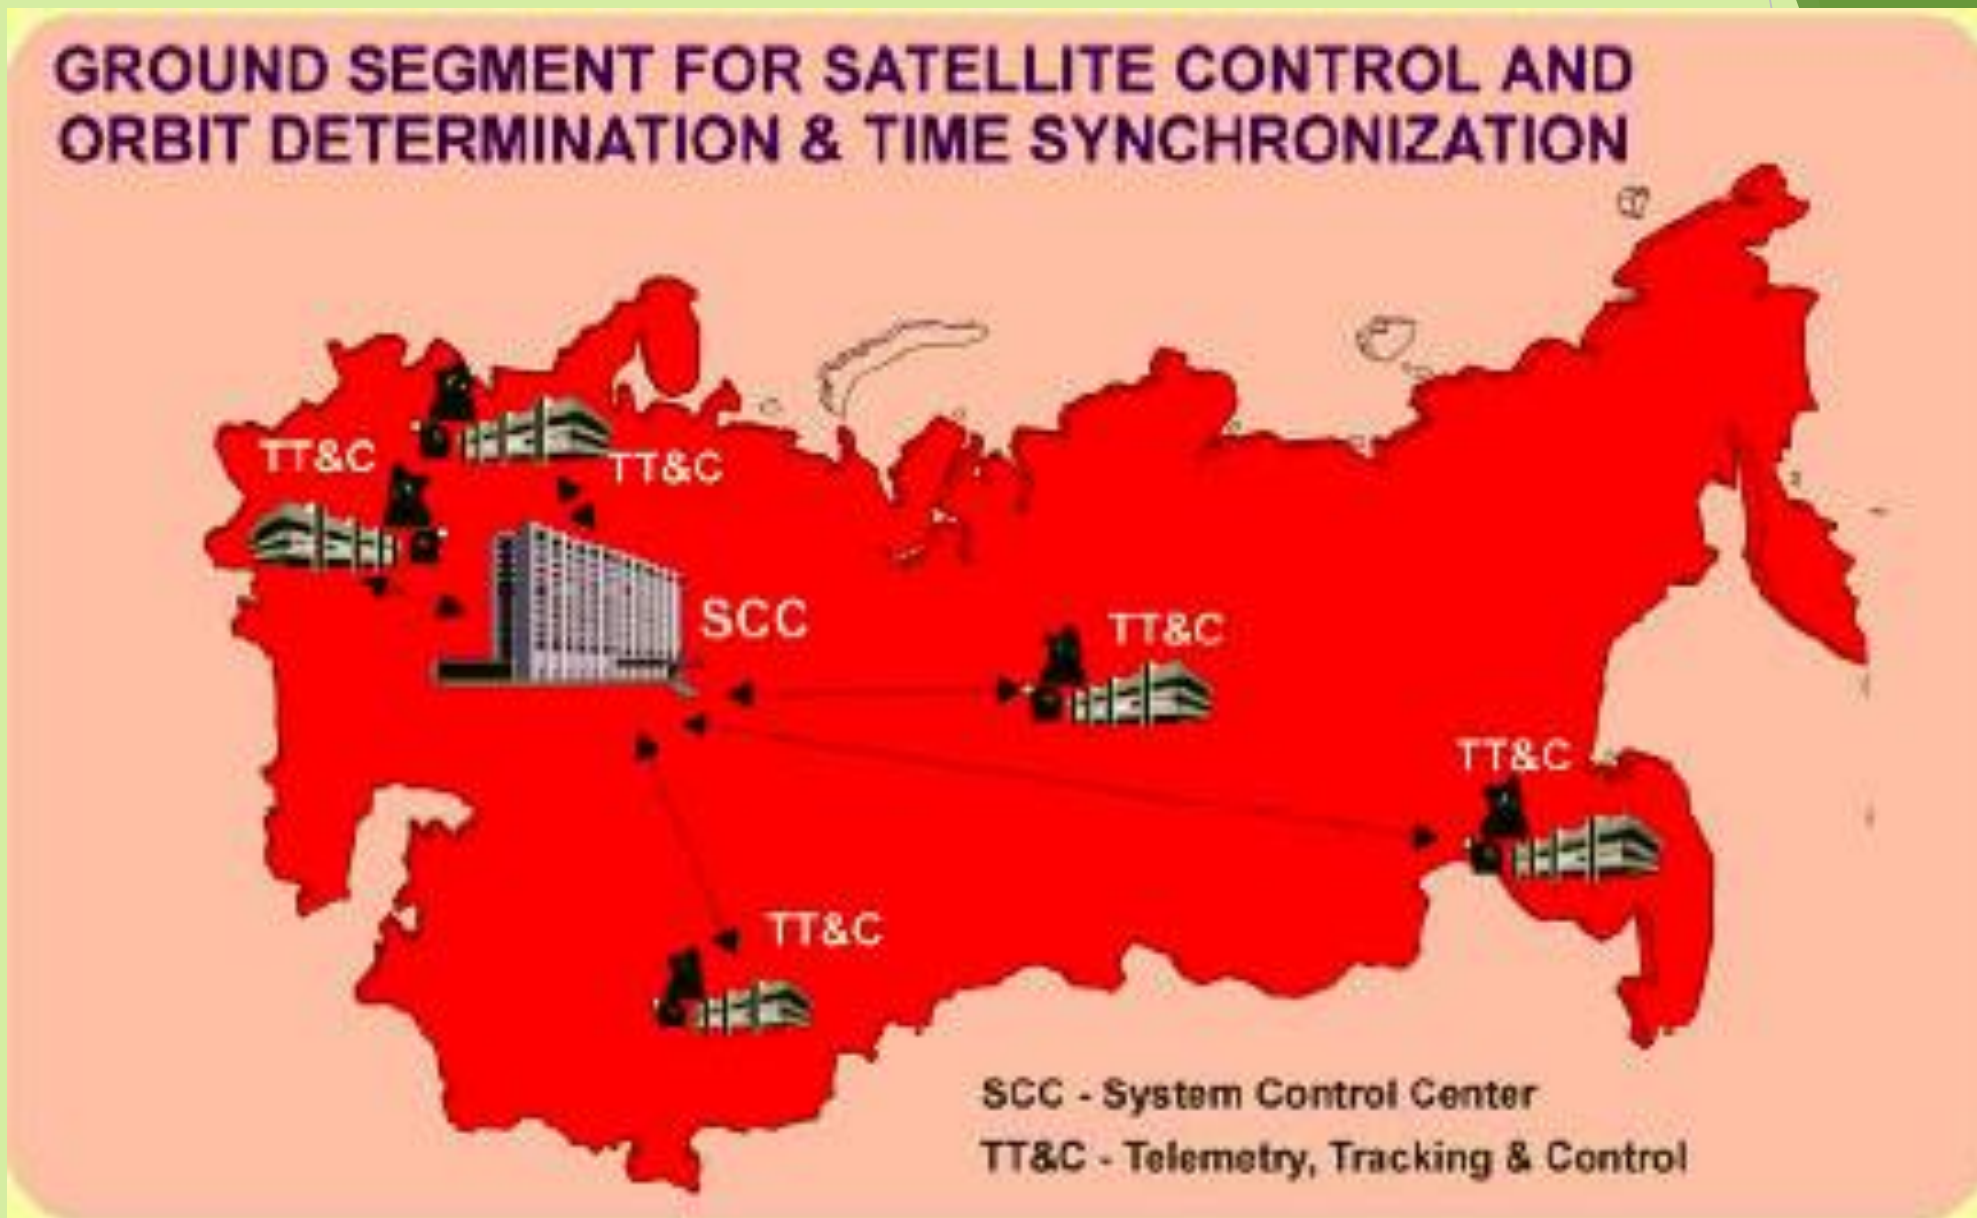 GROUND SEGMENT FOR SATELLITE CONTROL AND
ORBIT DETERMINATION & TIME SYNCHRONIZATION
TT&C
TT&C
SCC
TT&C
TT&C
TT&C
SCC - System Control Center
TT&C - Telemetry, Tracking & Control